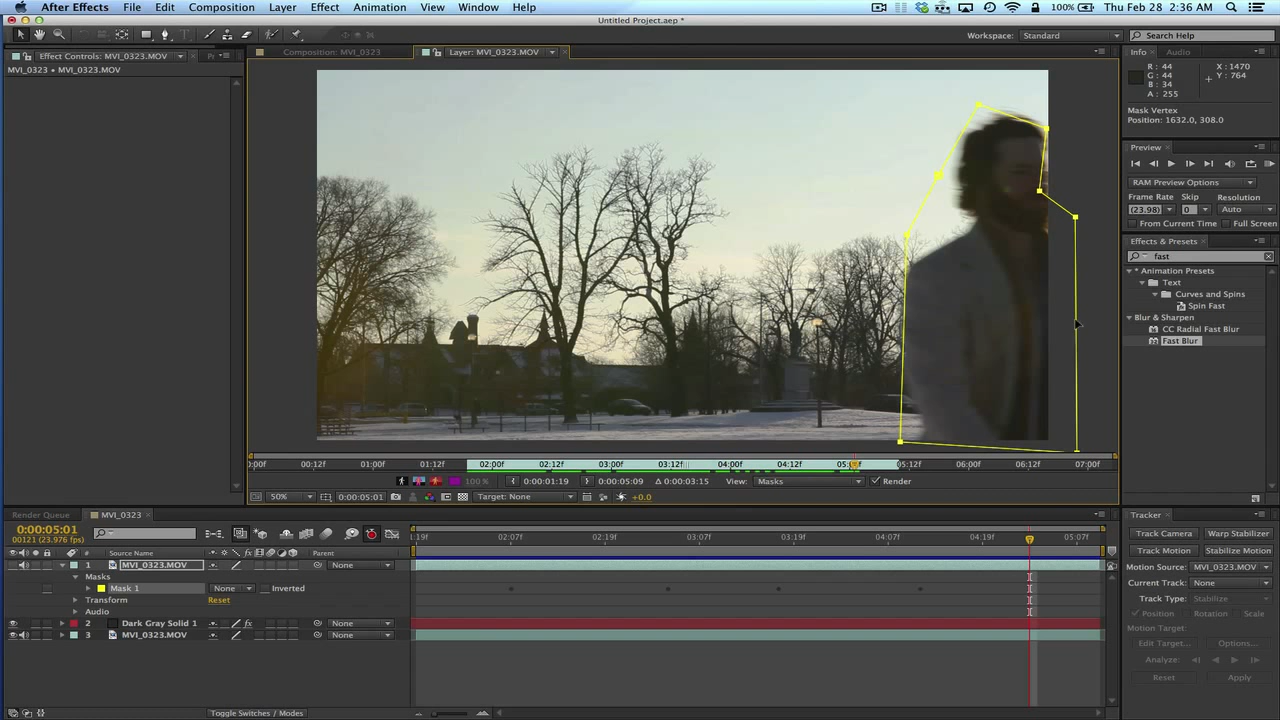 After Effects File Edit Composition Layer Effect Animation View Window Help 100% Thu Feb 28 2:36 AM
Untitled Project.aep *
Workspace: Standard Search Help
Effect Controls: MVI_0323.MOV
MVI_0323 • MVI_0323.MOV
Composition: MVI_0323 Layer: MVI_0323.MOV
Info Audio
R : 44
G : 44
B : 34
A : 255
X : 1470
Y : 764
Mask Vertex
Position: 1632.0, 308.0
Preview
RAM Preview Options
Frame Rate Skip Resolution
(23.98) 0 Auto
From Current Time Full Screen
Effects & Presets
fast
* Animation Presets
Text
Curves and Spins
Spin Fast
Blur & Sharpen
CC Radial Fast Blur
Fast Blur
:00f 00:12f 01:00f 01:12f 02:00f 02:12f 03:00f 03:12f 04:00f 04:12f 05:00f 05:12f 06:00f 06:12f 07:00f
100 % 0:00:01:19 0:00:05:09 Δ 0:00:03:15 View: Masks Render
50% 0:00:05:01 Target: None +0.0
Render Queue MVI_0323
0:00:05:01
00121 (23.976 fps)
# Source Name Parent
:19f 02:07f 02:19f 03:07f 03:19f 04:07f 04:19f 05:07f
1 MVI_0323.MOV None
Masks
Mask 1 None Inverted
Transform Reset
Audio
2 Dark Gray Solid 1 None
3 MVI_0323.MOV None
Toggle Switches / Modes
Tracker
Track Camera Warp Stabilizer
Track Motion Stabilize Motion
Motion Source: MVI_0323.MOV
Current Track: None
Track Type: Stabilize
Position Rotation Scale
Motion Target:
Edit Target... Options...
Analyze:
Reset Apply